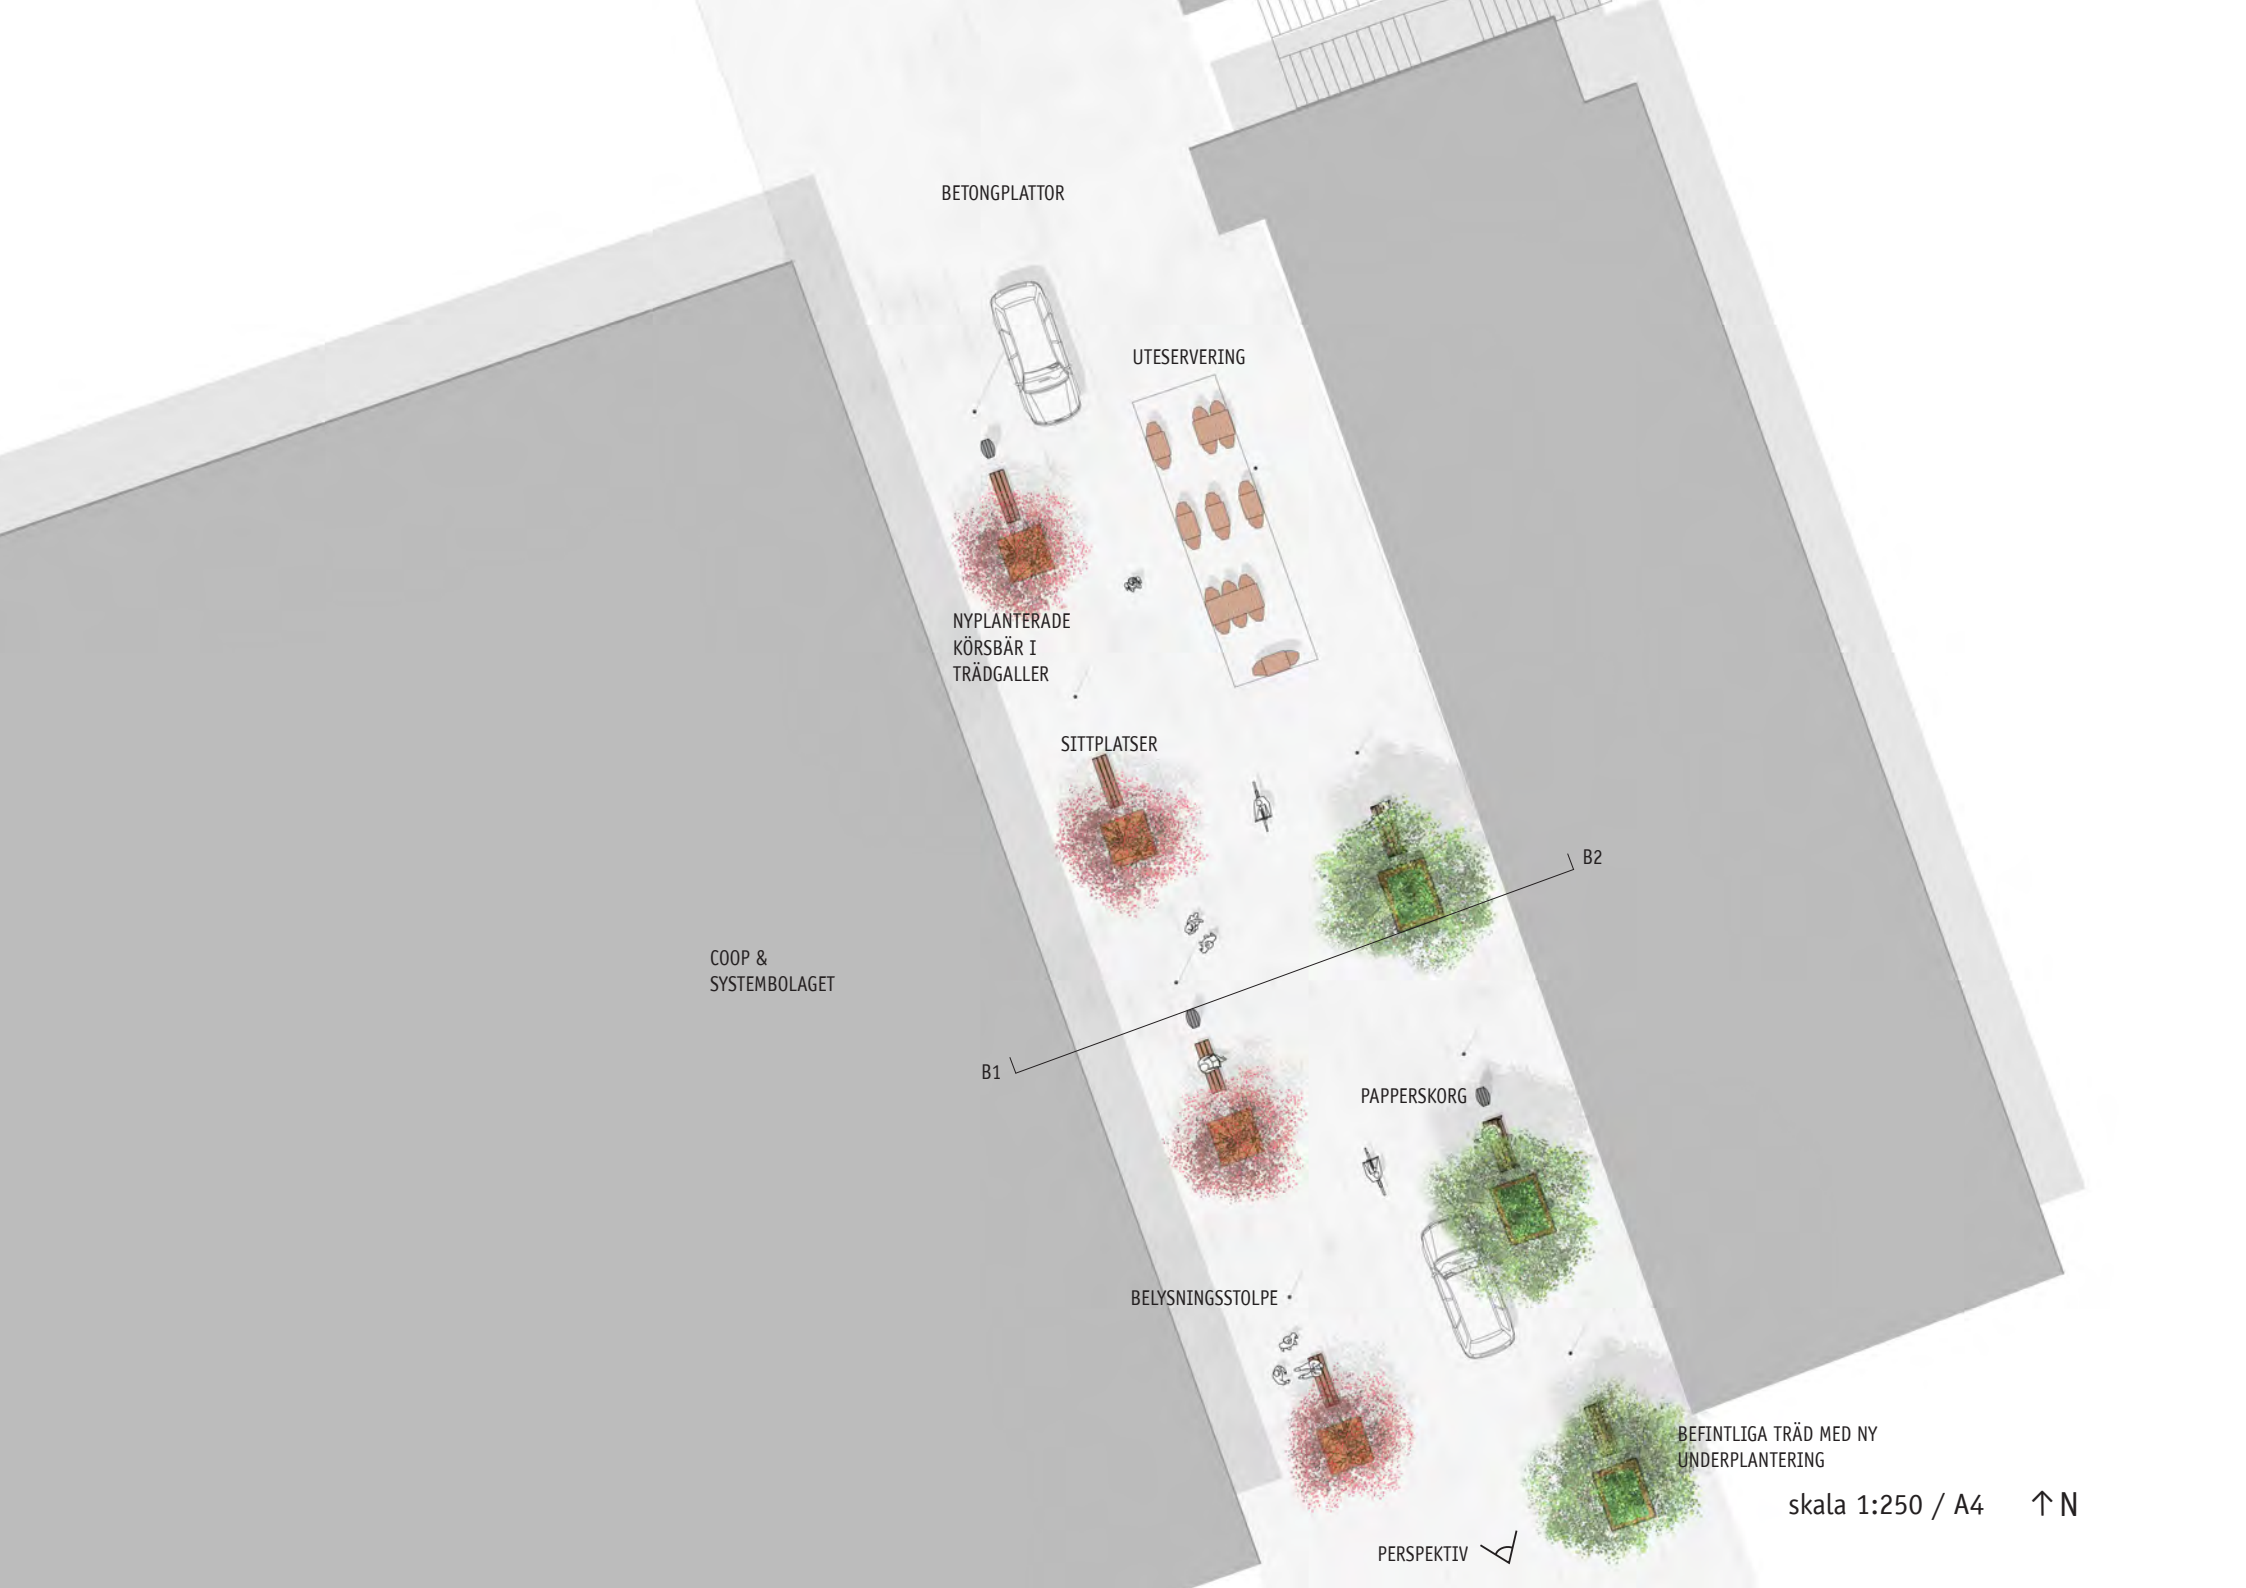 BETONGPLATTOR
UTESERVERING
NYPLANTERADE
KÖRSBÄR I
TRÄDGALLER
SITTPLATSER
B2
COOP &
SYSTEMBOLAGET
B1
PAPPERSKORG
BELYSNINGSSTOLPE
BEFINTLIGA TRÄD MED NY
UNDERPLANTERING
skala 1:250 / A4 ↑N
PERSPEKTIV